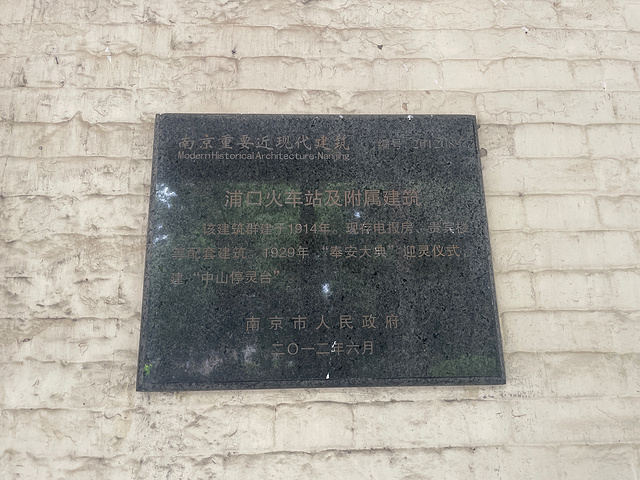 南京重要近现代建筑
Modern Historical Architecture, Nanjing
浦口火车站及附属建筑
该建筑群建于1914年。现存电报房、贵宾楼
等配套建筑。1929年,“奉安大典”迎灵仪式,
建“中山停灵台”。
南京市人民政府
二〇一二年六月